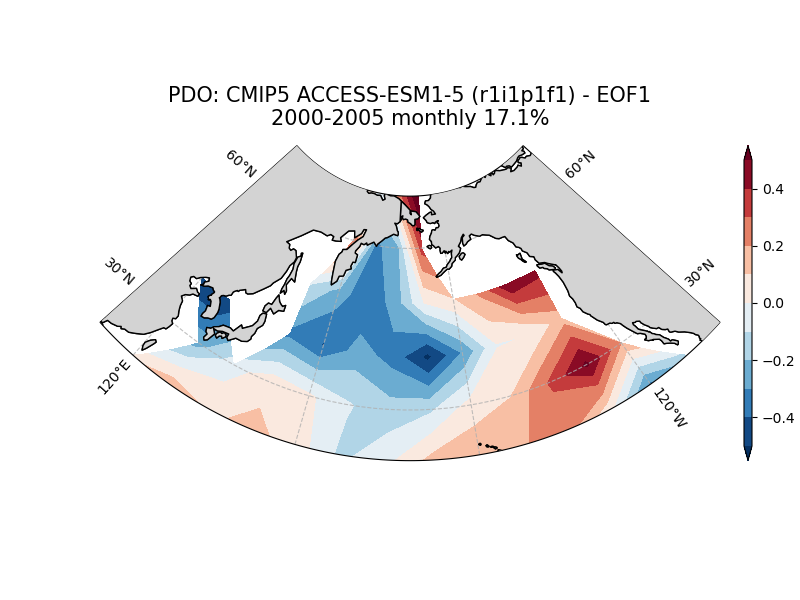 PDO: CMIP5 ACCESS-ESM1-5 (r1i1p1f1) - EOF1
2000-2005 monthly 17.1%
60°N
60°N
30°N
30°N
120°E
120°W
0.4
0.2
0.0
−0.2
−0.4